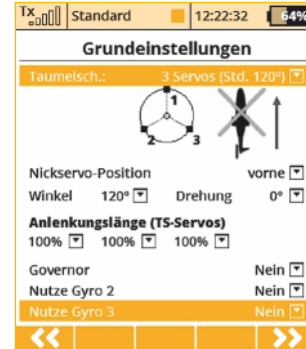 Tx Standard 12:22:32 64%
Grundeinstellungen
Taumelsch.: 3 Servos (Std. 120°)
1
2 3
Nickservo-Position vorne
Winkel 120° Drehung 0°
Anlenkungslänge (TS-Servos)
100% 100% 100%
Governor Nein
Nutze Gyro 2 Nein
Nutze Gyro 3 Nein